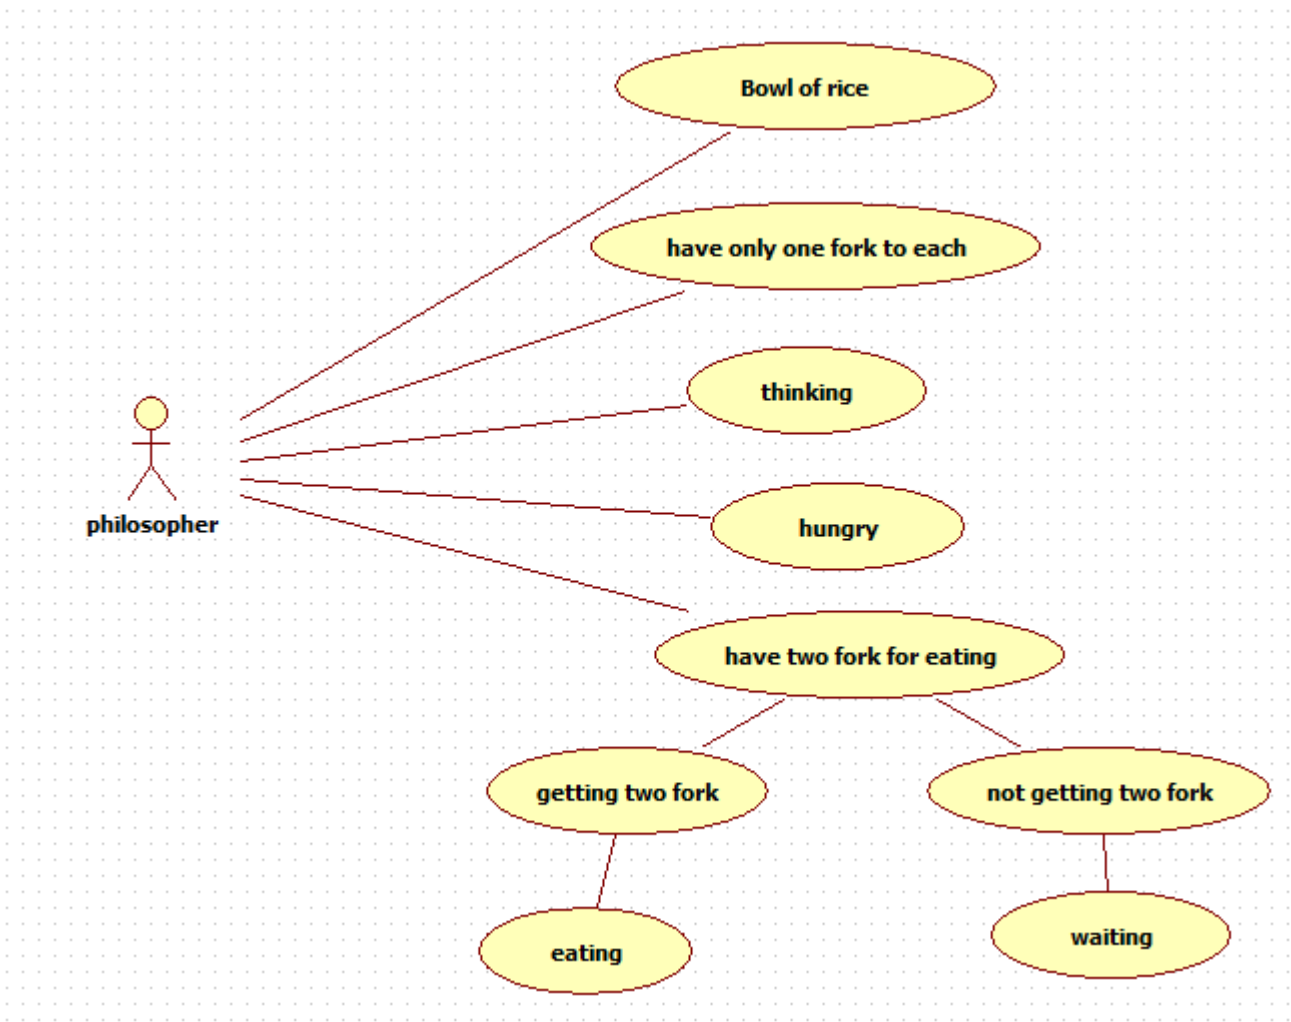 Bowl of rice
have only one fork to each
thinking
philosopher
hungry
have two fork for eating
getting two fork
not getting two fork
eating
waiting